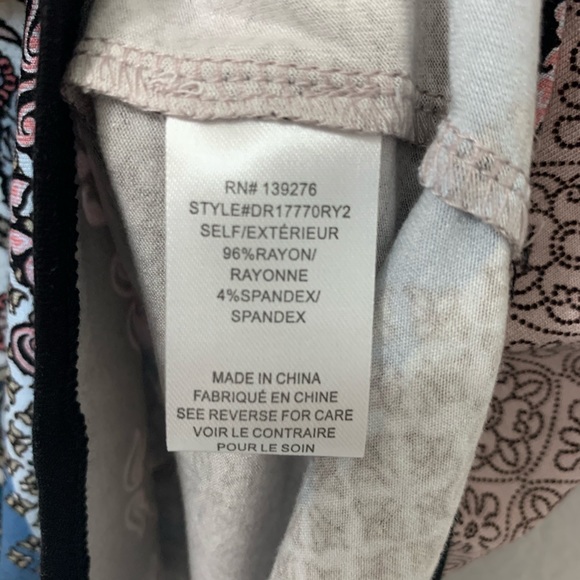 RN# 139276
STYLE#DR17770RY2
SELF/EXTÉRIEUR
96%RAYON/
RAYONNE
4%SPANDEX/
SPANDEX
MADE IN CHINA
FABRIQUÉ EN CHINE
SEE REVERSE FOR CARE
VOIR LE CONTRAIRE
POUR LE SOIN